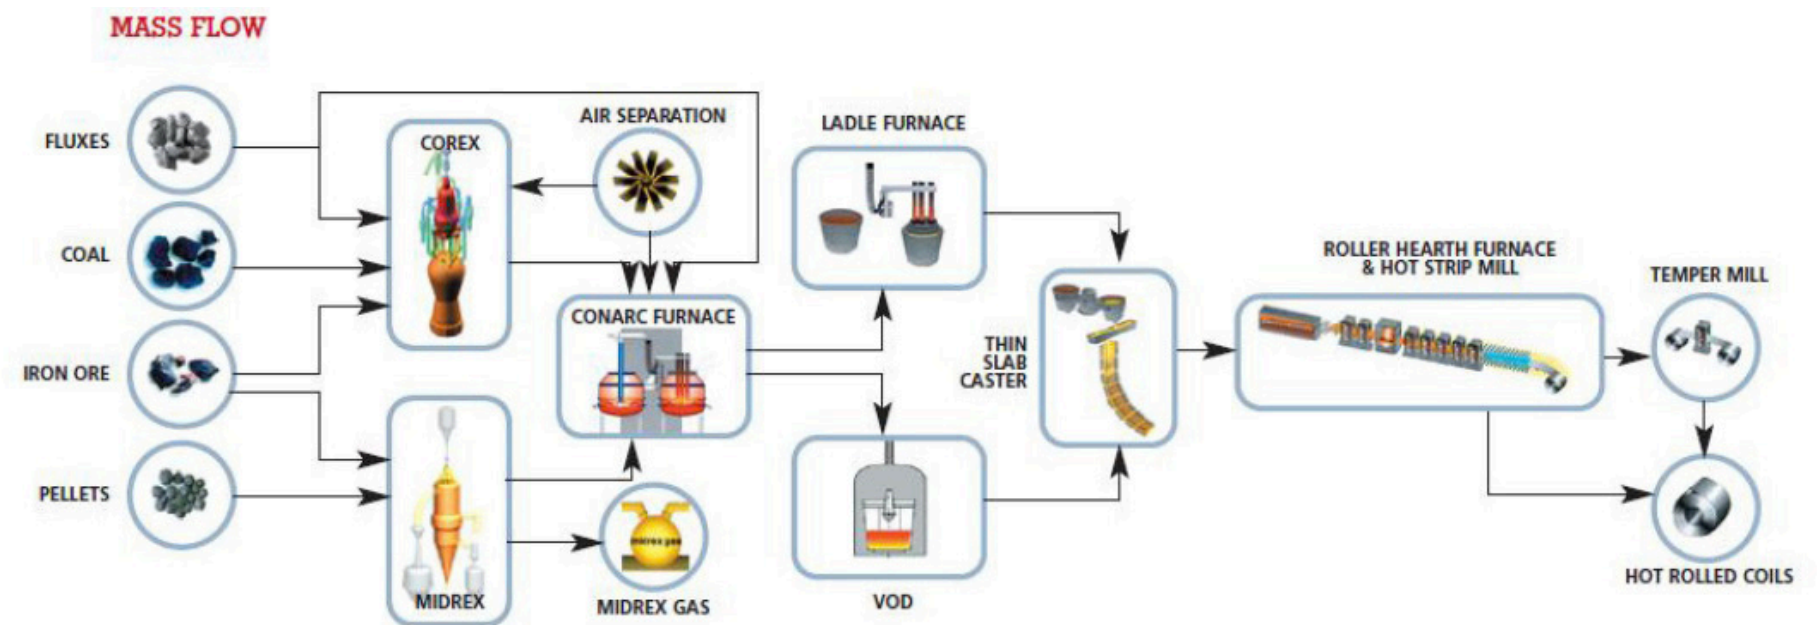 MASS FLOW
FLUXES
COAL
IRON ORE
PELLETS
COREX
MIDREX
AIR SEPARATION
CONARC FURNACE
MIDREX GAS
LADLE FURNACE
VOD
THIN
SLAB
CASTER
ROLLER HEARTH FURNACE
& HOT STRIP MILL
TEMPER MILL
HOT ROLLED COILS